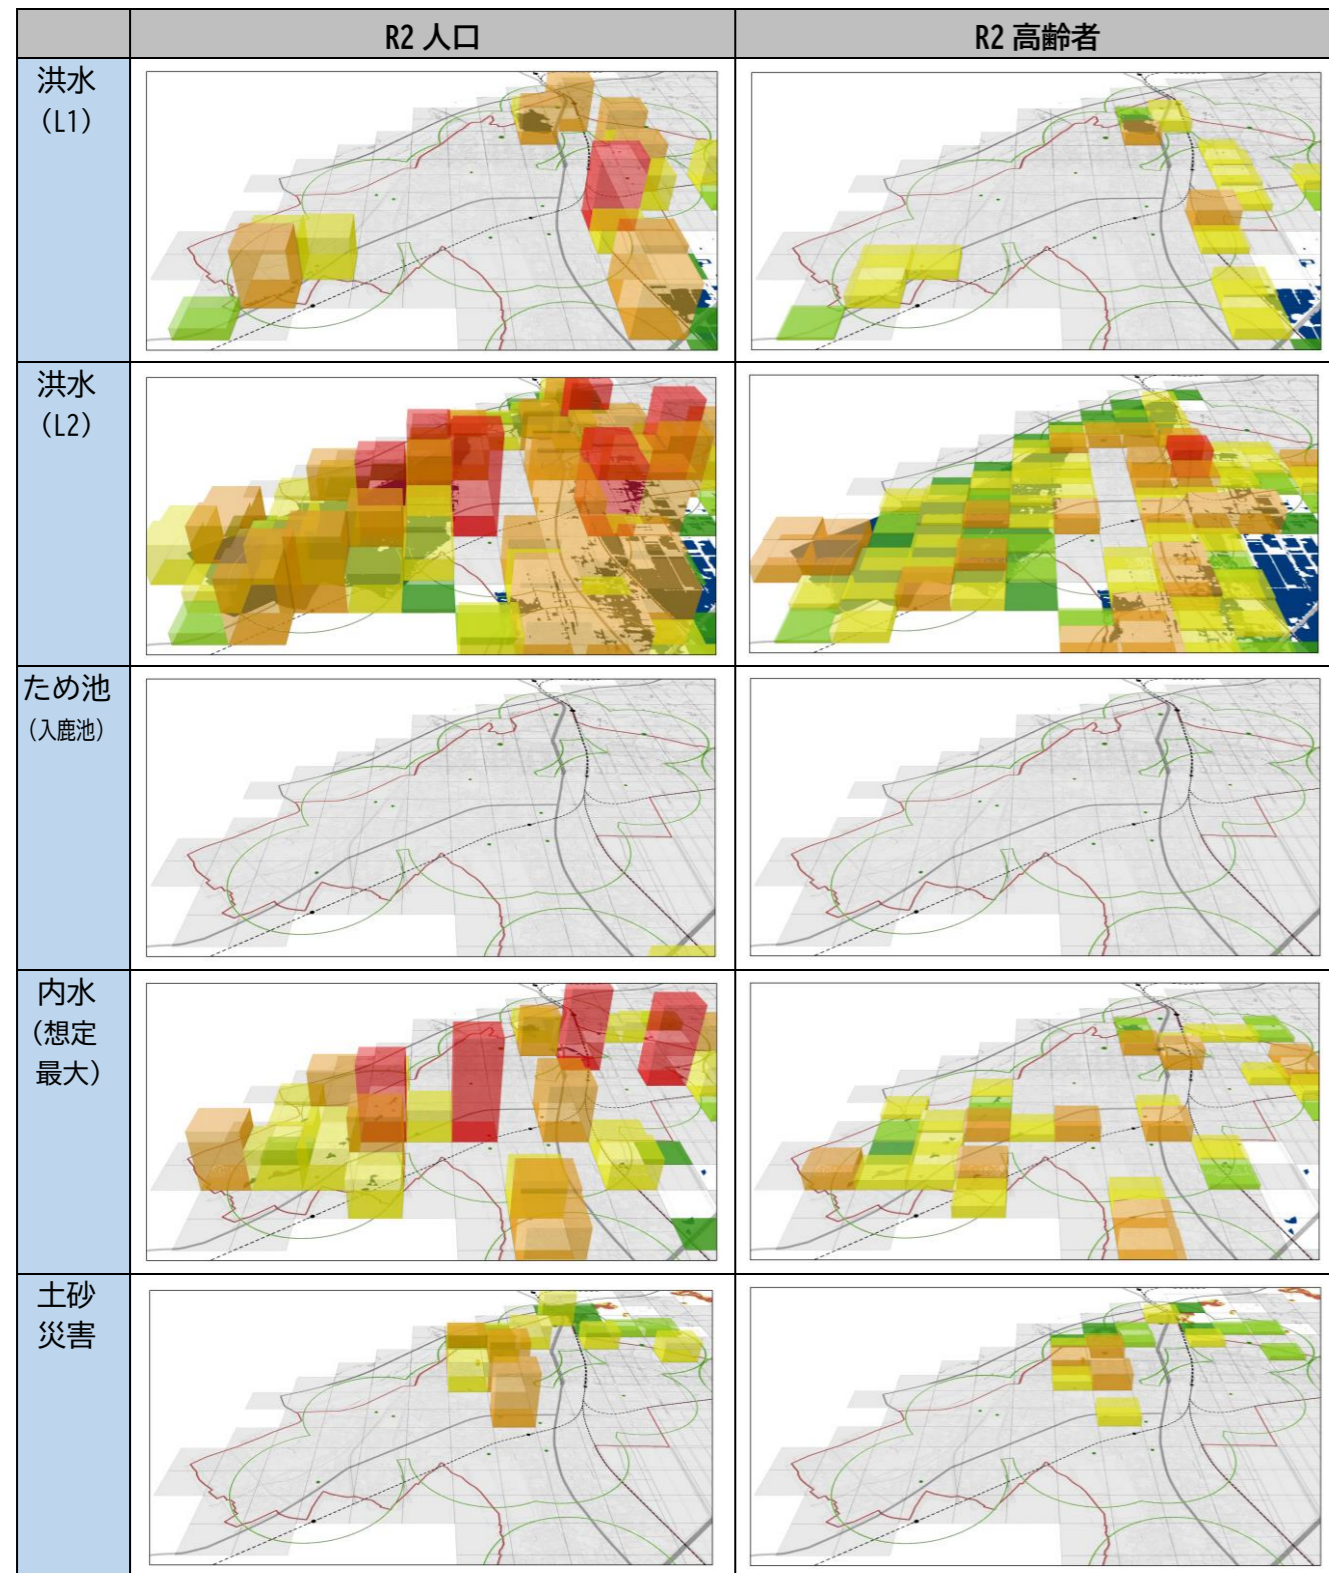 R2 人口
R2 高齢者
洪水
（L1）
洪水
（L2）
ため池
（入鹿池）
内水
（想定
最大）
土砂
災害